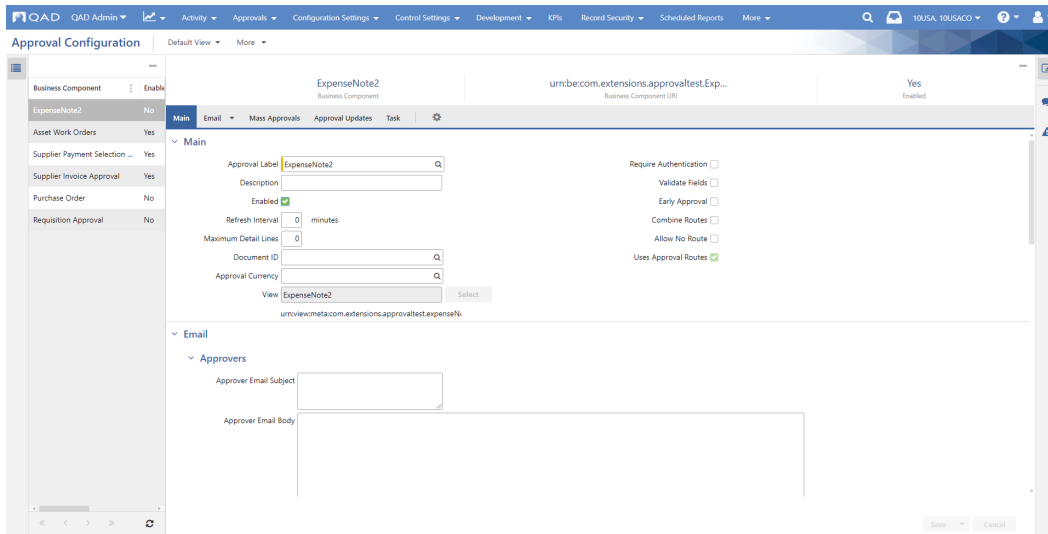 QAD QAD Admin Activity Approvals Configuration Settings Control Settings Development KPIs Record Security Scheduled Reports More 10USA, 10USACO
Approval Configuration Default View More
Business Component Enable
ExpenseNote2 No
Asset Work Orders Yes
Supplier Payment Selection ... Yes
Supplier Invoice Approval Yes
Purchase Order No
Requisition Approval No
ExpenseNote2 urn:be:com.extensions.approvaltest.Exp... Yes
Business Component Business Component URI Enabled
Main Email Mass Approvals Approval Updates Task
Main
Approval Label ExpenseNote2 Require Authentication
Description Validate Fields
Enabled Early Approval
Refresh Interval 0 minutes Combine Routes
Maximum Detail Lines 0 Allow No Route
Document ID Uses Approval Routes
Approval Currency
View ExpenseNote2 Select
urn:view:meta:com.extensions.approvaltest.expenseN
Email
Approvers
Approver Email Subject
Approver Email Body
Save Cancel